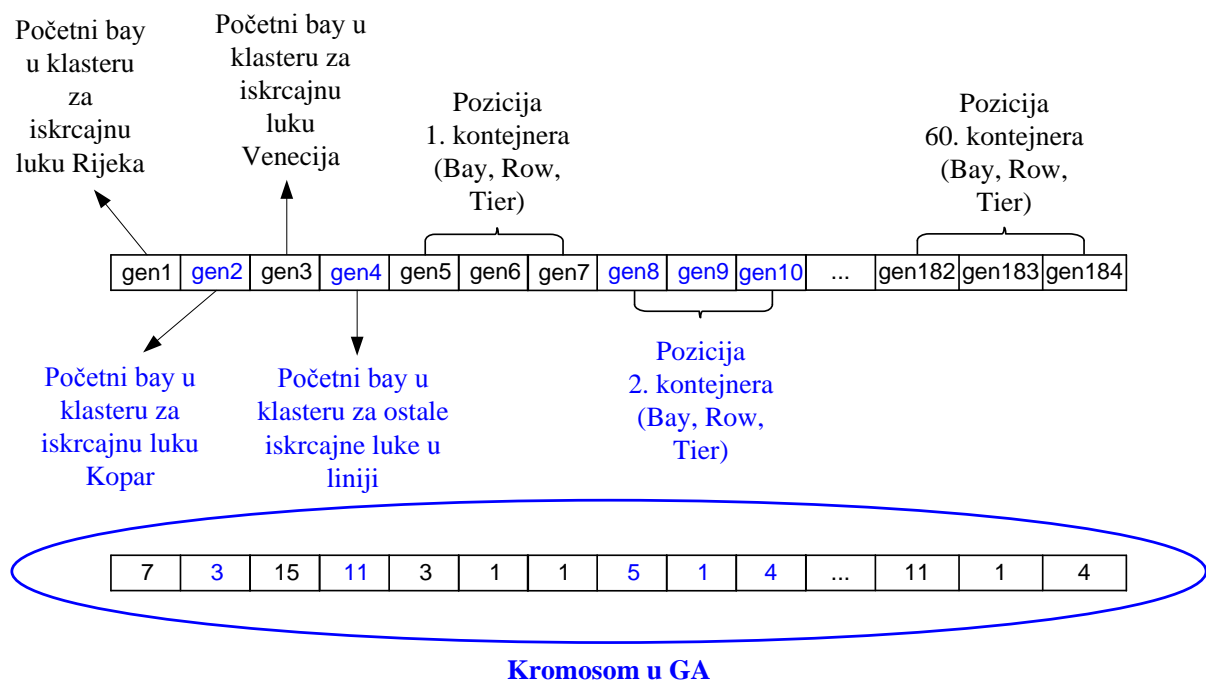 Početni bay
u klasteru
za
iskrcajnu
luku Rijeka
Početni bay u
klasteru za
iskrcajnu
luku
Venecija
Pozicija
1. kontejnera
(Bay, Row,
Tier)
Pozicija
60. kontejnera
(Bay, Row,
Tier)
gen1 gen2 gen3 gen4 gen5 gen6 gen7 gen8 gen9 gen10 ... gen182 gen183 gen184
Početni bay u
klasteru za
iskrcajnu luku
Kopar
Početni bay u
klasteru za ostale
iskrcajne luke u
liniji
Pozicija
2. kontejnera
(Bay, Row,
Tier)
7 3 15 11 3 1 1 5 1 4 ... 11 1 4
Kromosom u GA